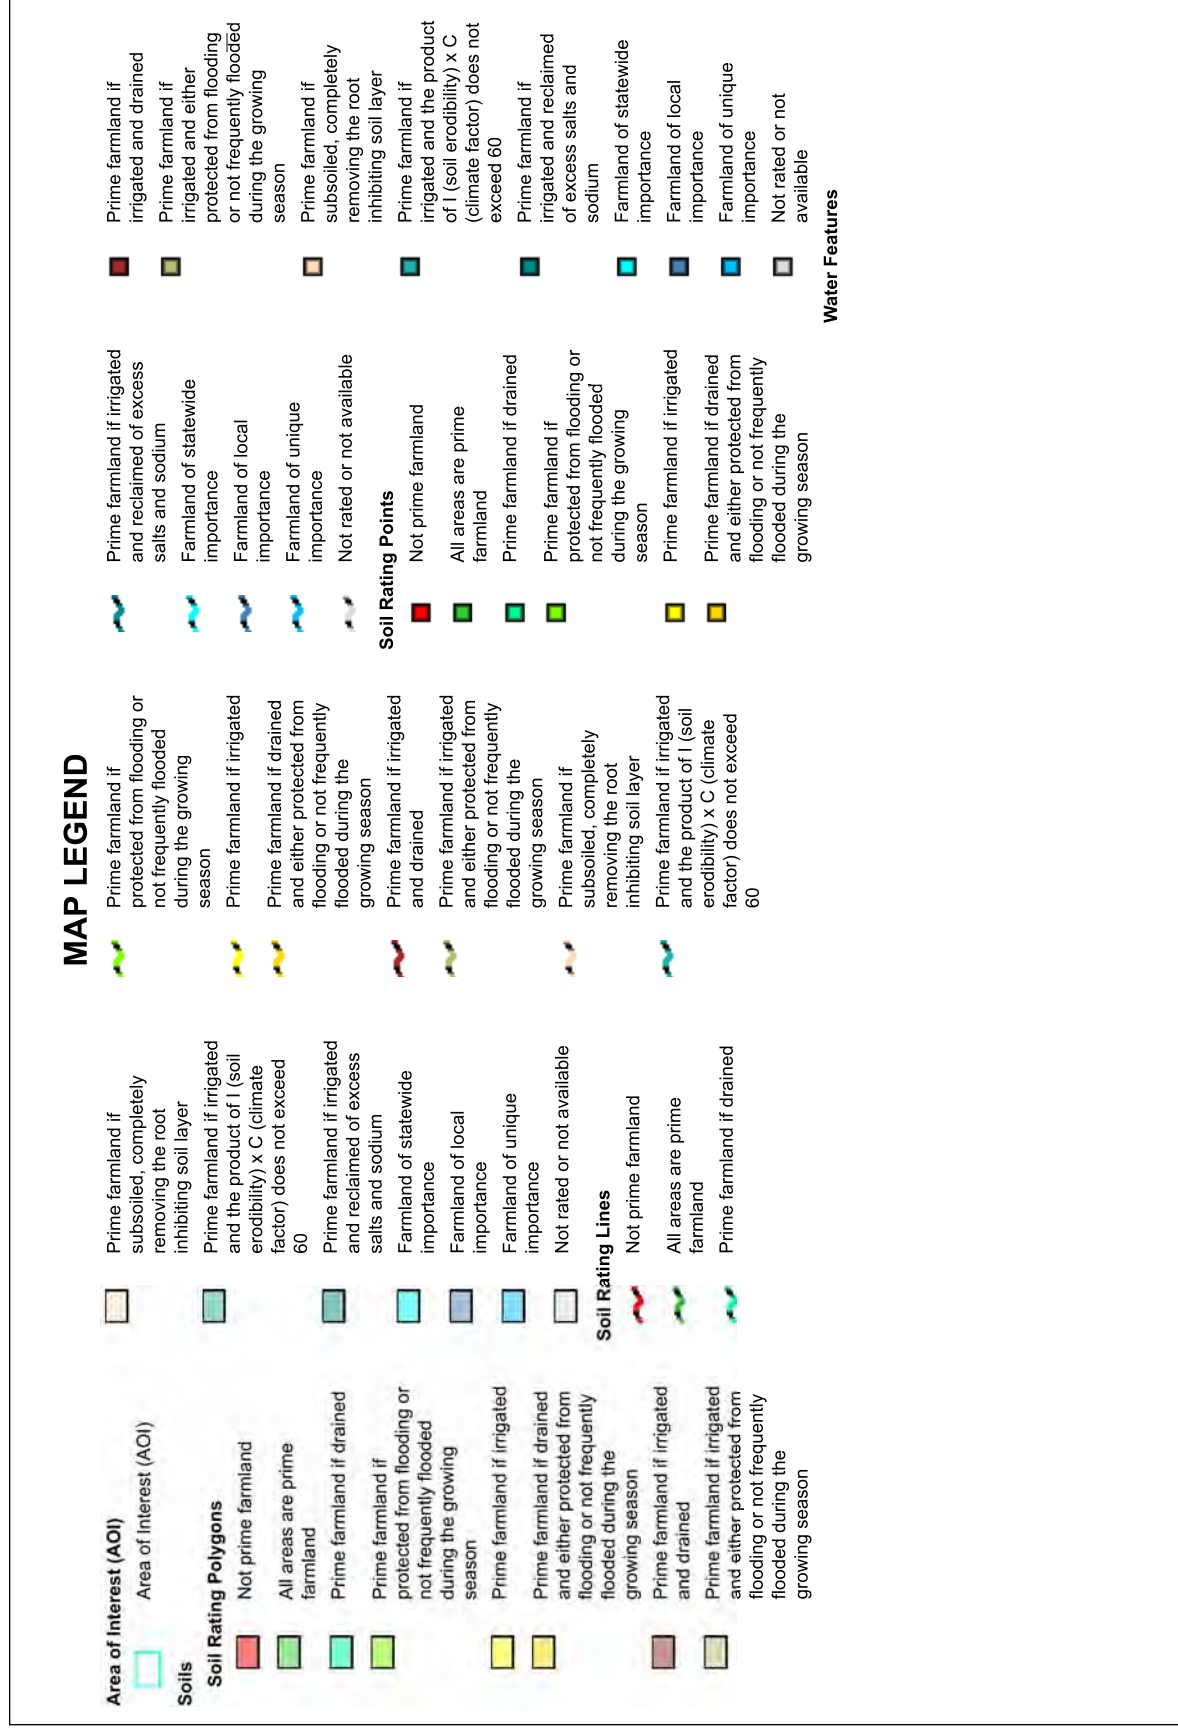 MAP LEGEND
Area of Interest (AOI)
Area of Interest (AOI)
Soils
Soil Rating Polygons
Not prime farmland
All areas are prime
farmland
Prime farmland if drained
Prime farmland if
protected from flooding or
not frequently flooded
during the growing
season
Prime farmland if irrigated
Prime farmland if drained
and either protected from
flooding or not frequently
flooded during the
growing season
Prime farmland if irrigated
and drained
Prime farmland if irrigated
and either protected from
flooding or not frequently
flooded during the
growing season
Prime farmland if
subsoiled, completely
removing the root
inhibiting soil layer
Prime farmland if irrigated
and the product of I (soil
erodibility) x C (climate
factor) does not exceed
60
Prime farmland if irrigated
and reclaimed of excess
salts and sodium
Farmland of statewide
importance
Farmland of local
importance
Farmland of unique
importance
Not rated or not available
Soil Rating Lines
Not prime farmland
All areas are prime
farmland
Prime farmland if drained
Prime farmland if
protected from flooding or
not frequently flooded
during the growing
season
Prime farmland if irrigated
Prime farmland if drained
and either protected from
flooding or not frequently
flooded during the
growing season
Prime farmland if irrigated
and drained
Prime farmland if irrigated
and either protected from
flooding or not frequently
flooded during the
growing season
Prime farmland if
subsoiled, completely
removing the root
inhibiting soil layer
Prime farmland if irrigated
and the product of I (soil
erodibility) x C (climate
factor) does not exceed
60
Prime farmland if irrigated
and reclaimed of excess
salts and sodium
Farmland of statewide
importance
Farmland of local
importance
Farmland of unique
importance
Not rated or not available
Soil Rating Points
Not prime farmland
All areas are prime
farmland
Prime farmland if drained
Prime farmland if
protected from flooding or
not frequently flooded
during the growing
season
Prime farmland if irrigated
Prime farmland if drained
and either protected from
flooding or not frequently
flooded during the
growing season
Prime farmland if
irrigated and drained
Prime farmland if
irrigated and either
protected from flooding
or not frequently flooded
during the growing
season
Prime farmland if
subsoiled, completely
removing the root
inhibiting soil layer
Prime farmland if
irrigated and the product
of I (soil erodibility) x C
(climate factor) does not
exceed 60
Prime farmland if
irrigated and reclaimed
of excess salts and
sodium
Farmland of statewide
importance
Farmland of local
importance
Farmland of unique
importance
Not rated or not
available
Water Features